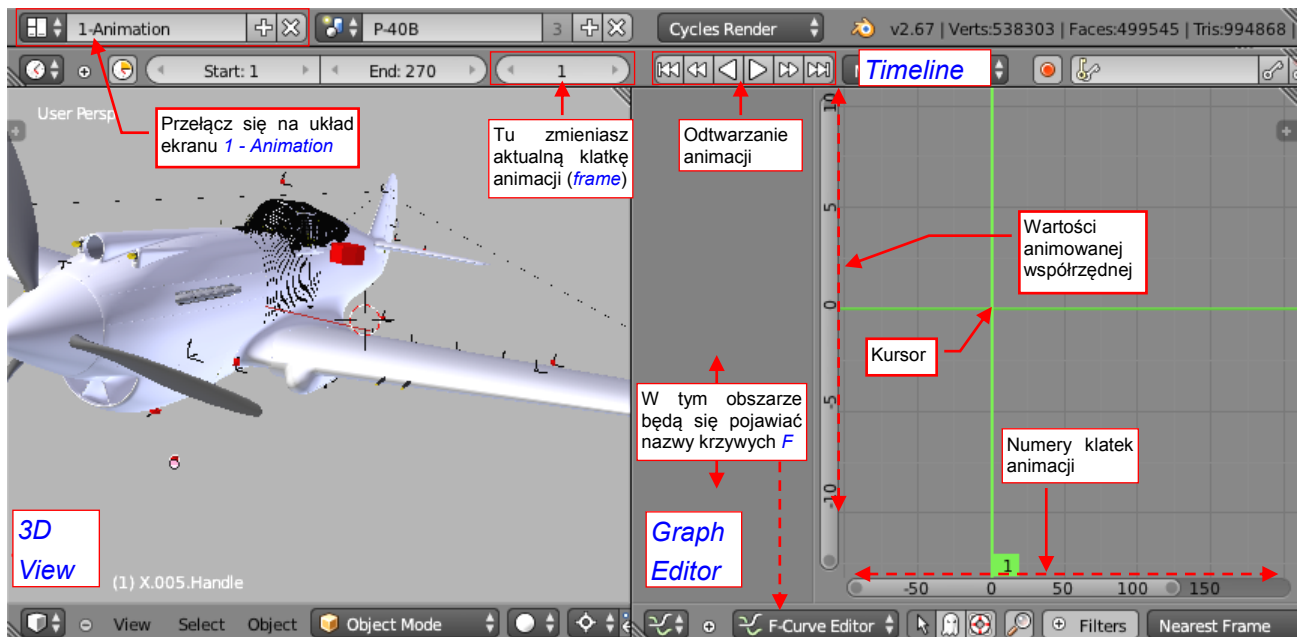 1-Animation
P-40B
3
Cycles Render
v2.67 | Verts:538303 | Faces:499545 | Tris:994868 |
Start: 1
End: 270
1
Timeline
User Persp
Przełącz się na układ
ekranu 1 - Animation
Tu zmieniasz
aktualną klatkę
animacji (frame)
Odtwarzanie
animacji
10
5
0
-5
-10
Wartości
animowanej
współrzędnej
Kursor
W tym obszarze
będą się pojawiać
nazwy krzywych F
Numery klatek
animacji
3D
View
Graph
Editor
(1) X.005.Handle
1
-50
0
50
100
150
View
Select
Object
Object Mode
F-Curve Editor
Filters
Nearest Frame